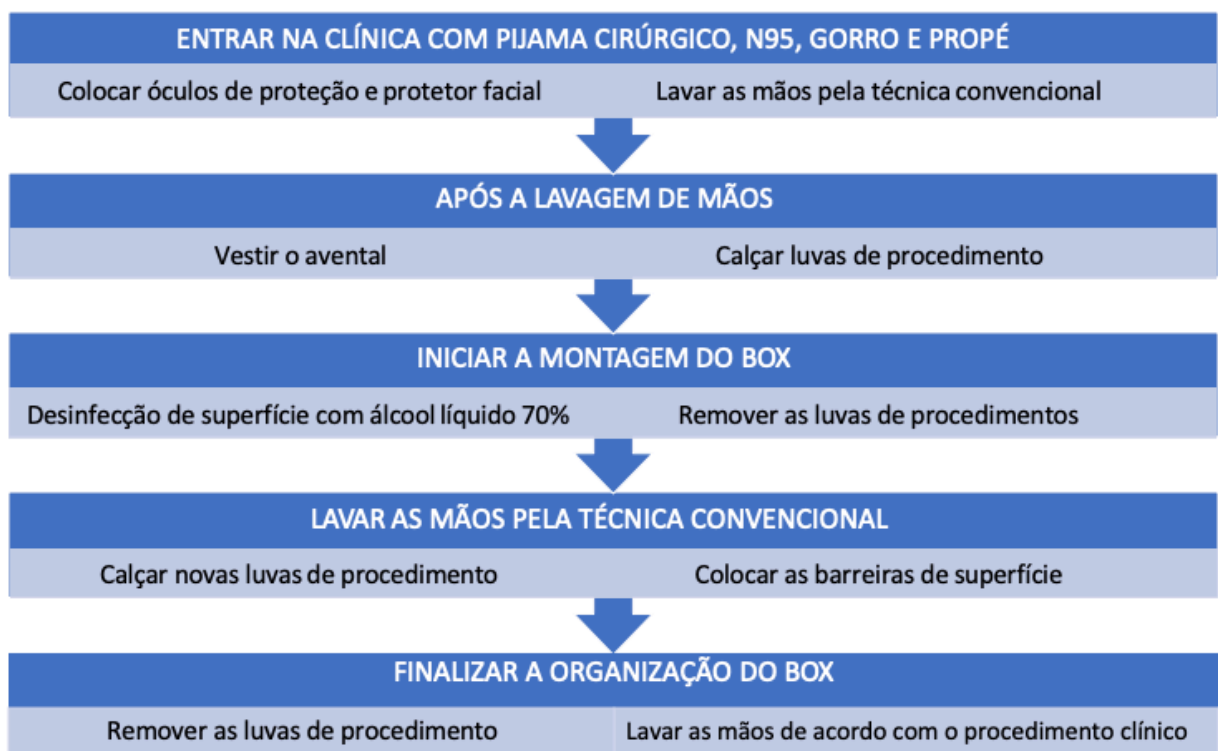 ENTRAR NA CLÍNICA COM PIJAMA CIRÚRGICO, N95, GORRO E PROPÉ
Colocar óculos de proteção e protetor facial
Lavar as mãos pela técnica convencional
APÓS A LAVAGEM DE MÃOS
Vestir o avental
Calçar luvas de procedimento
INICIAR A MONTAGEM DO BOX
Desinfecção de superfície com álcool líquido 70%
Remover as luvas de procedimentos
LAVAR AS MÃOS PELA TÉCNICA CONVENCIONAL
Calçar novas luvas de procedimento
Colocar as barreiras de superfície
FINALIZAR A ORGANIZAÇÃO DO BOX
Remover as luvas de procedimento
Lavar as mãos de acordo com o procedimento clínico